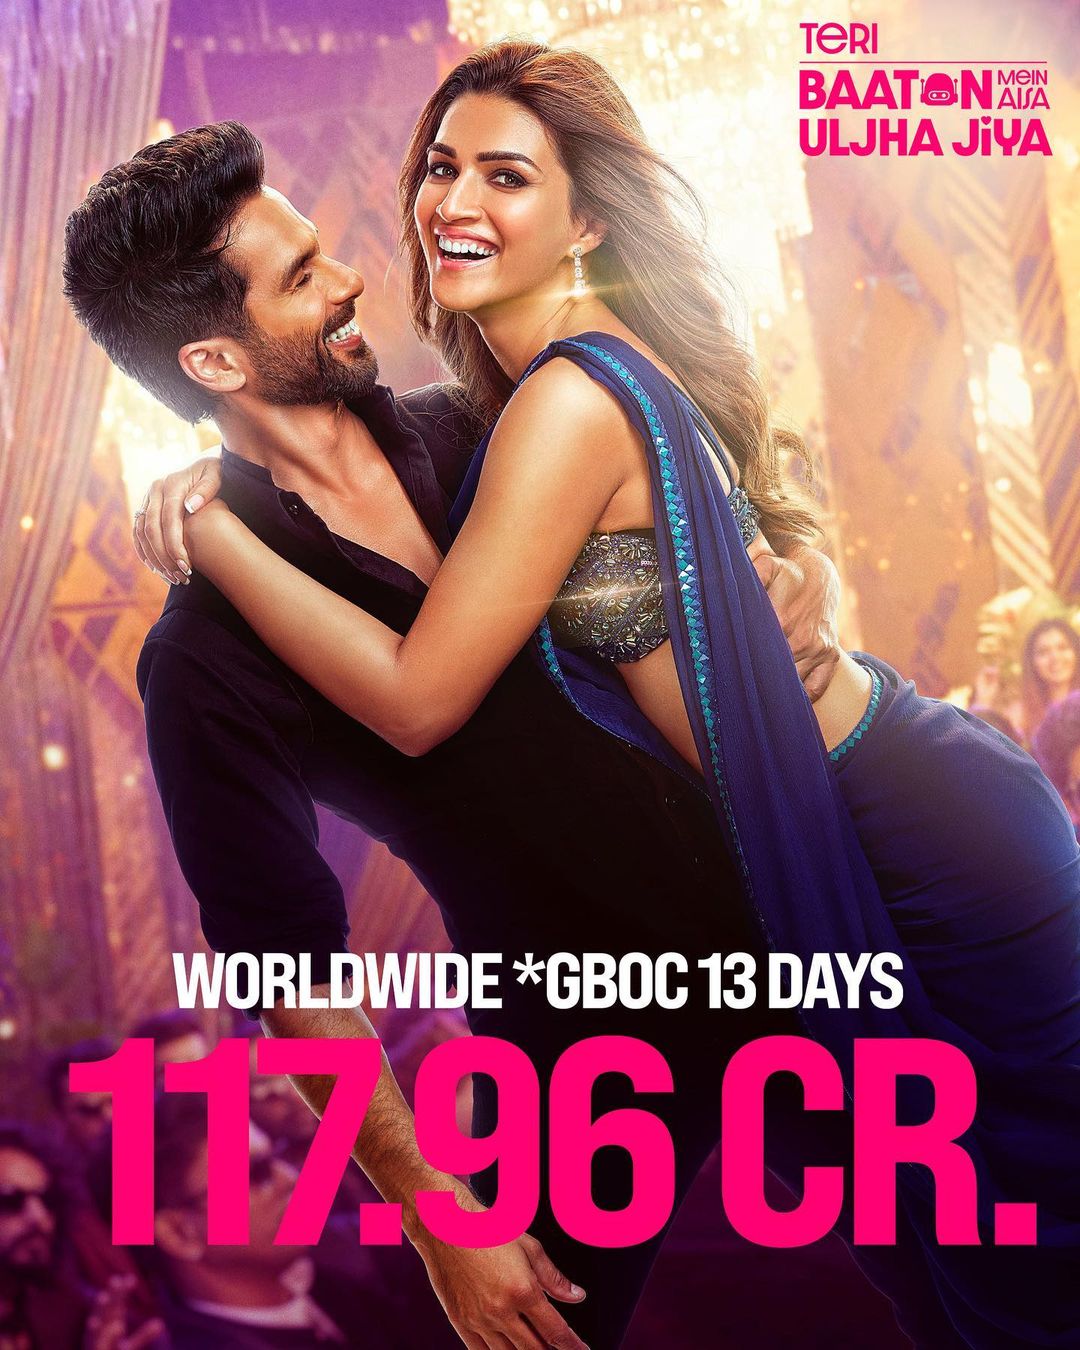 TERI
BAATON MEIN AISA
ULJHA JIYA
WORLDWIDE *GBOC 13 DAYS
117.96 CR.